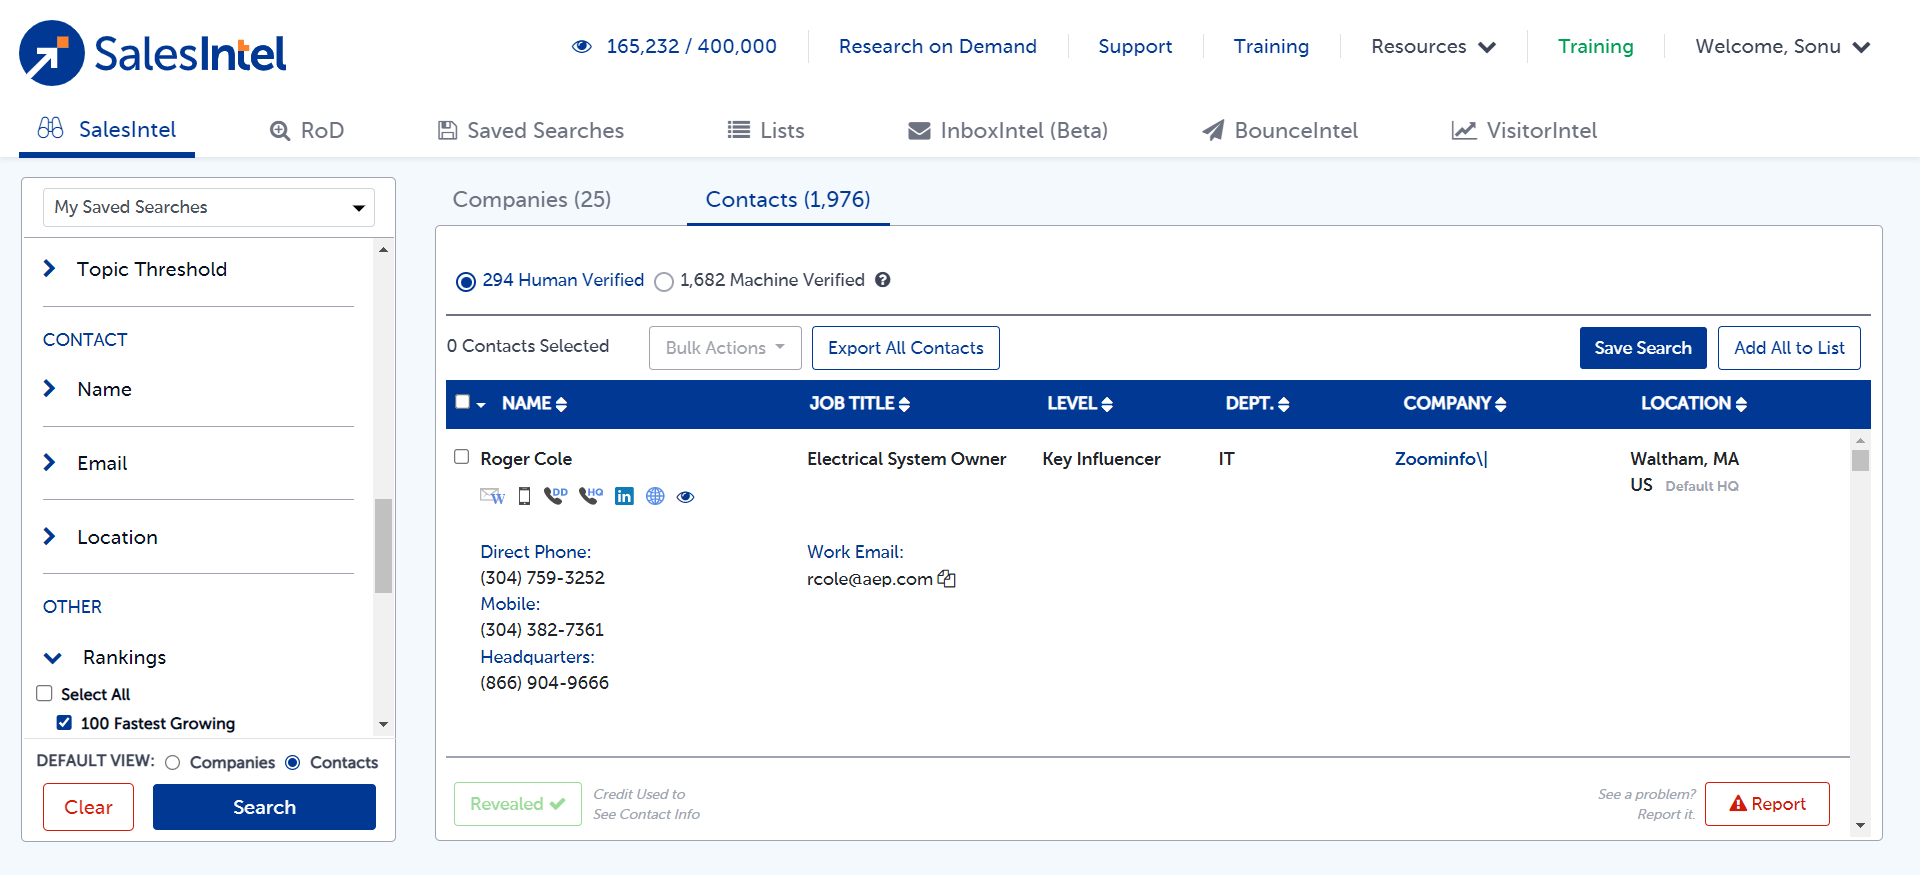 SalesIntel
165,232 / 400,000
Research on Demand
Support
Training
Resources
Training
Welcome, Sonu
SalesIntel
RoD
Saved Searches
Lists
InboxIntel (Beta)
BounceIntel
VisitorIntel
My Saved Searches
Topic Threshold
CONTACT
Name
Email
Location
OTHER
Rankings
Select All
100 Fastest Growing
DEFAULT VIEW: Companies Contacts
Clear
Search
Companies (25)
Contacts (1,976)
294 Human Verified 1,682 Machine Verified ?
0 Contacts Selected
Bulk Actions
Export All Contacts
Save Search
Add All to List
NAME JOB TITLE LEVEL DEPT. COMPANY LOCATION
Roger Cole Electrical System Owner Key Influencer IT Zoominfo\| Waltham, MA
US Default HQ
W DD HQ in
Direct Phone:
(304) 759-3252
Mobile:
(304) 382-7361
Headquarters:
(866) 904-9666
Work Email:
rcole@aep.com
Revealed
Credit Used to
See Contact Info
See a problem?
Report it.
Report